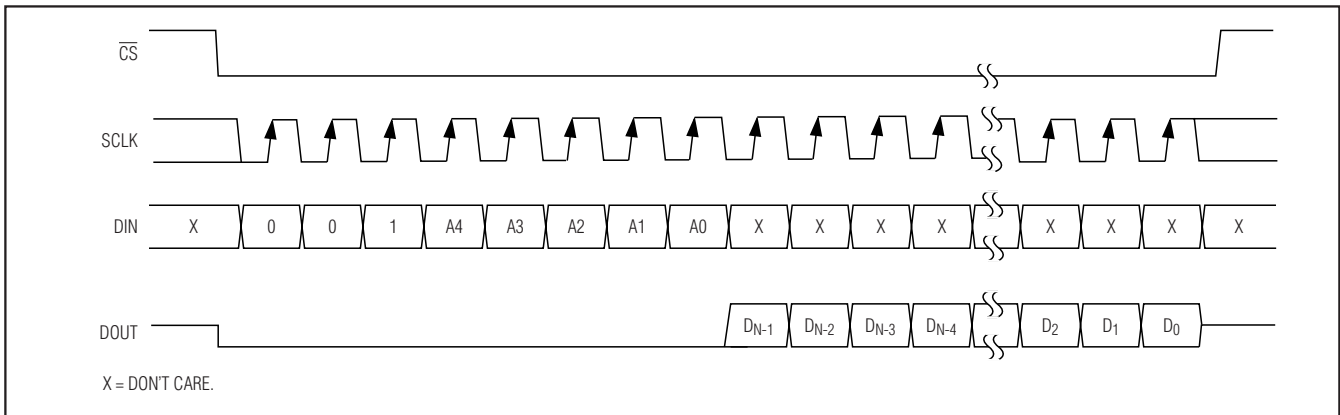 CS
SCLK
DIN X 0 0 1 A4 A3 A2 A1 A0 X X X X X X X X
DOUT DN-1 DN-2 DN-3 DN-4 D2 D1 D0
X = DON'T CARE.